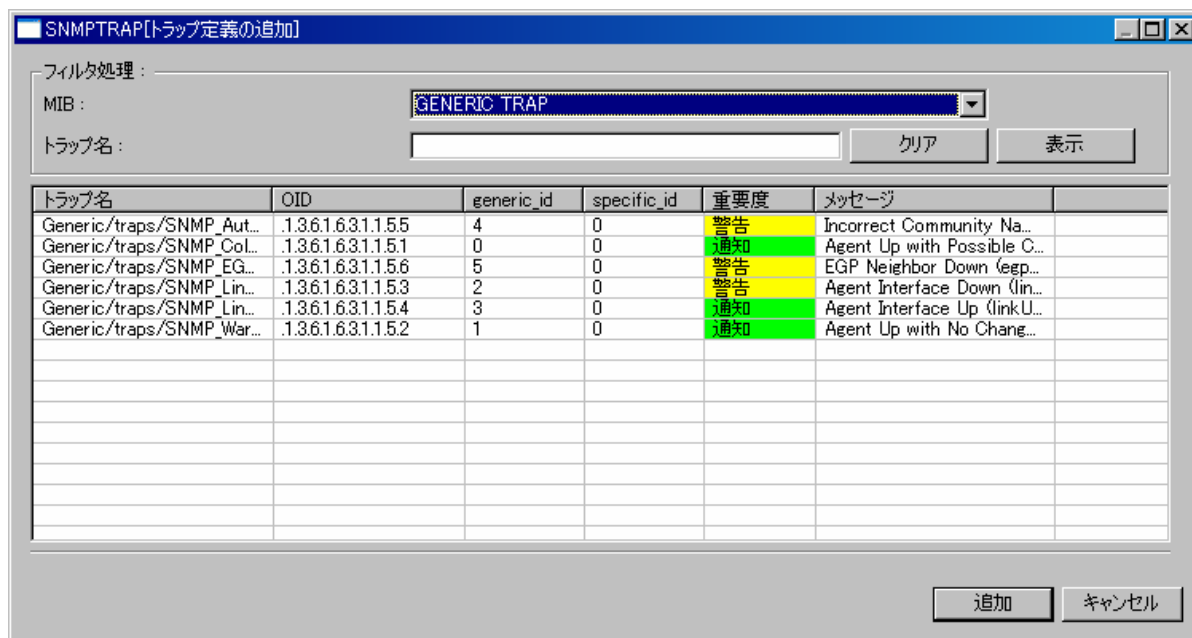 SNMPTRAP[トラップ定義の追加]
フィルタ処理：
MIB： GENERIC TRAP
トラップ名： クリア 表示
トラップ名 OID generic_id specific_id 重要度 メッセージ
Generic/traps/SNMP_Aut... .1.3.6.1.6.3.1.1.5.5 4 0 警告 Incorrect Community Na...
Generic/traps/SNMP_Col... .1.3.6.1.6.3.1.1.5.1 0 0 通知 Agent Up with Possible C...
Generic/traps/SNMP_EG... .1.3.6.1.6.3.1.1.5.6 5 0 警告 EGP Neighbor Down (egp...
Generic/traps/SNMP_Lin... .1.3.6.1.6.3.1.1.5.3 2 0 警告 Agent Interface Down (lin...
Generic/traps/SNMP_Lin... .1.3.6.1.6.3.1.1.5.4 3 0 通知 Agent Interface Up (linkU...
Generic/traps/SNMP_War... .1.3.6.1.6.3.1.1.5.2 1 0 通知 Agent Up with No Chang...
追加 キャンセル